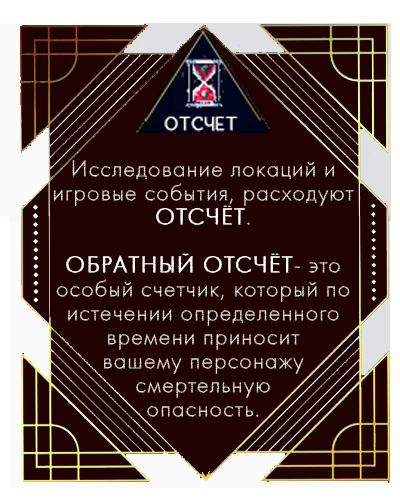 ОТСЧЕТ
Исследование локаций и
игровые события, расходуют
ОТСЧЁТ.
ОБРАТНЫЙ ОТСЧЁТ- это
особый счетчик, который по
истечении определенного
времени приносит
вашему персонажу
смертельную
опасность.